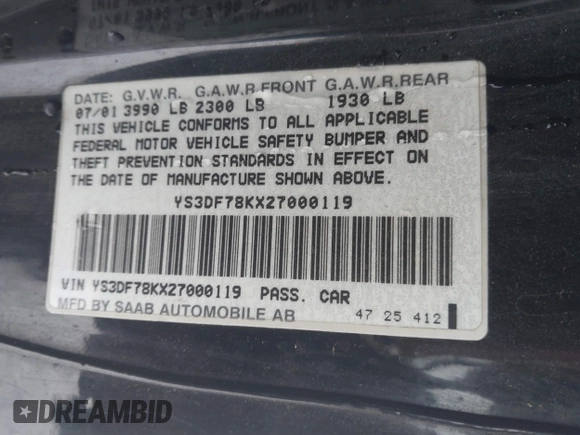 DATE: G.V.W.R. G.A.W.R FRONT G.A.W.R.REAR
07/01 3990 LB 2300 LB 1930 LB
THIS VEHICLE CONFORMS TO ALL APPLICABLE
FEDERAL MOTOR VEHICLE SAFETY BUMPER AND
THEFT PREVENTION STANDARDS IN EFFECT ON
THE DATE OF MANUFACTURE SHOWN ABOVE.
YS3DF78KX27000119
VIN YS3DF78KX27000119 PASS. CAR
MFD BY SAAB AUTOMOBILE AB 47 25 412
DREAMBID